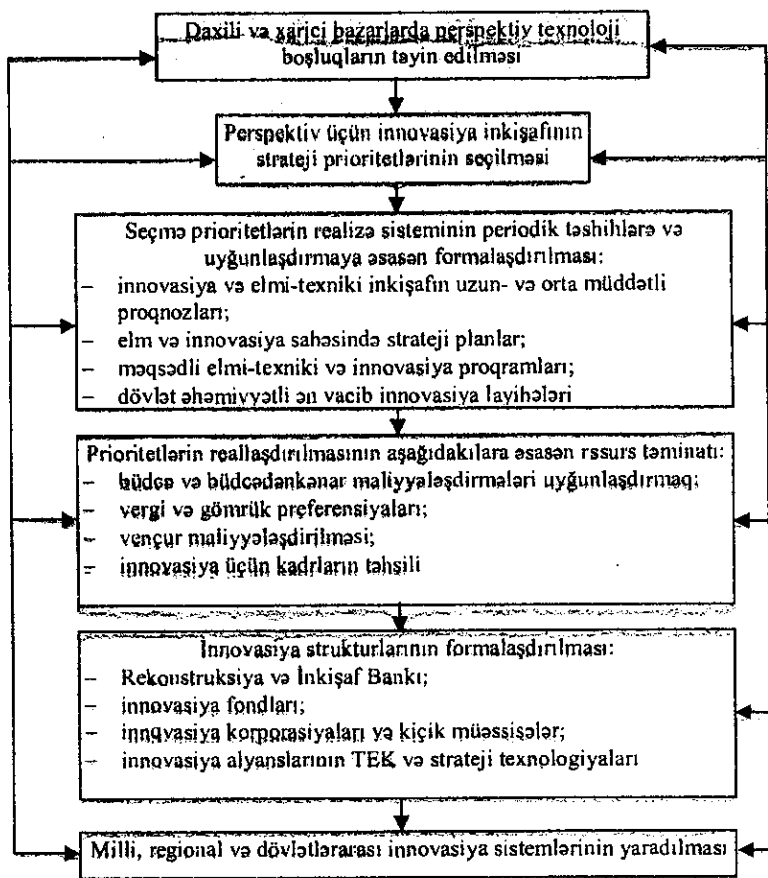 Daxili və xarici bazarlarda perspektiv texnoloji
boşluqların təyin edilməsi
Perspektiv üçün innovasiya inkişafının
strateji prioritetlərinin seçilməsi
Seçmə prioritetlərin realizə sisteminin periodik təshihlərə və
uyğunlaşdırmaya əsasən formalaşdırılması:
– innovasiya və elmi-texniki inkişafın uzun- və orta müddətli
proqnozları;
– elm və innovasiya sahəsində strateji planlar;
– məqsədli elmi-texniki və innovasiya proqramları;
– dövlət əhəmiyyətli ən vacib innovasiya layihələri
Prioritetlərin reallaşdırılmasının aşağıdakılara əsasən rssurs təminatı:
– büdcə və büdcədənkənar maliyyələşdirmələri uyğunlaşdırmaq;
– vergi və gömrük preferensiyaları;
– vençur maliyyələşdirilməsi;
– innovasiya üçün kadrların təhsili
İnnovasiya strukturlarının formalaşdırılması:
– Rekonstruksiya və İnkişaf Bankı;
– innovasiya fondları;
– innovasiya korporasiyaları və kiçik müəssisələr;
– innovasiya alyanslarının TEK və strateji texnologiyaları
Milli, regional və dövlətlərarası innovasiya sistemlərinin yaradılması